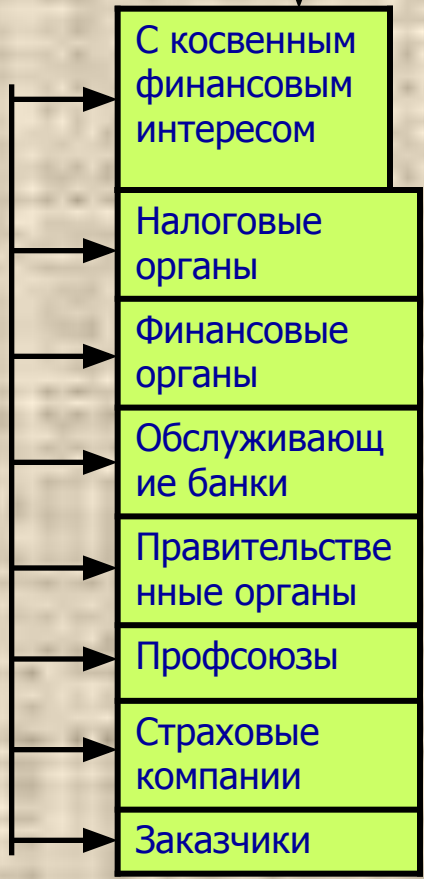 С косвенным
финансовым
интересом
Налоговые
органы
Финансовые
органы
Обслуживающ
ие банки
Правительстве
нные органы
Профсоюзы
Страховые
компании
Заказчики